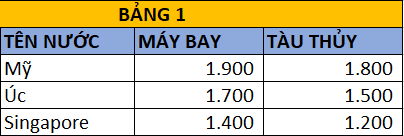 BẢNG 1
TÊN NƯỚC MÁY BAY TÀU THỦY
Mỹ 1.900 1.800
Úc 1.700 1.500
Singapore 1.400 1.200